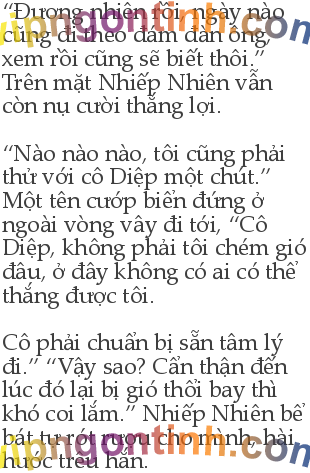 “Đương nhiên rồi, ngày nào
cũng đi theo đám đàn ông,
xem rồi cũng sẽ biết thôi.”
Trên mặt Nhiếp Nhiên vẫn
còn nụ cười thắng lợi.
“Nào nào nào, tôi cũng phải
thử với cô Diệp một chút.”
Một tên cướp biển đứng ở
ngoài vòng vây đi tới, “Cô
Diệp, không phải tôi chém gió
đâu, ở đây không có ai có thể
thắng được tôi.
Cô phải chuẩn bị sẵn tâm lý
đi.” “Vậy sao? Cẩn thận đến
lúc đó lại bị gió thổi bay thì
khó coi lắm.” Nhiếp Nhiên bể
bát tự rót rượu cho mình, hài
hước trêu hắn.
vipngontinh.com
vipngontinh.com